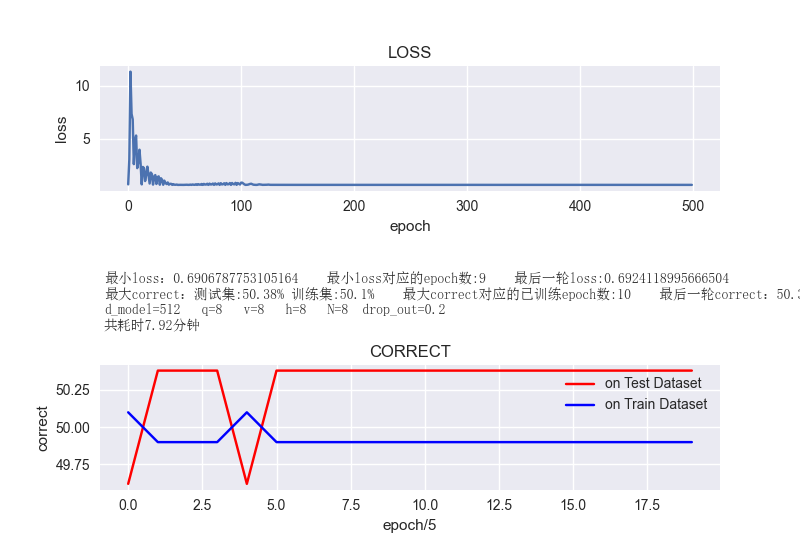 LOSS
10
5
loss
0 100 200 300 400 500
epoch
最小loss：0.6906787753105164 最小loss对应的epoch数:9 最后一轮loss:0.6924118995666504
最大correct：测试集:50.38% 训练集:50.1% 最大correct对应的已训练epoch数:10 最后一轮correct：50.3
d_model=512 q=8 v=8 h=8 N=8 drop_out=0.2
共耗时7.92分钟
CORRECT
50.25
50.00
49.75
correct
on Test Dataset
on Train Dataset
0.0 2.5 5.0 7.5 10.0 12.5 15.0 17.5
epoch/5